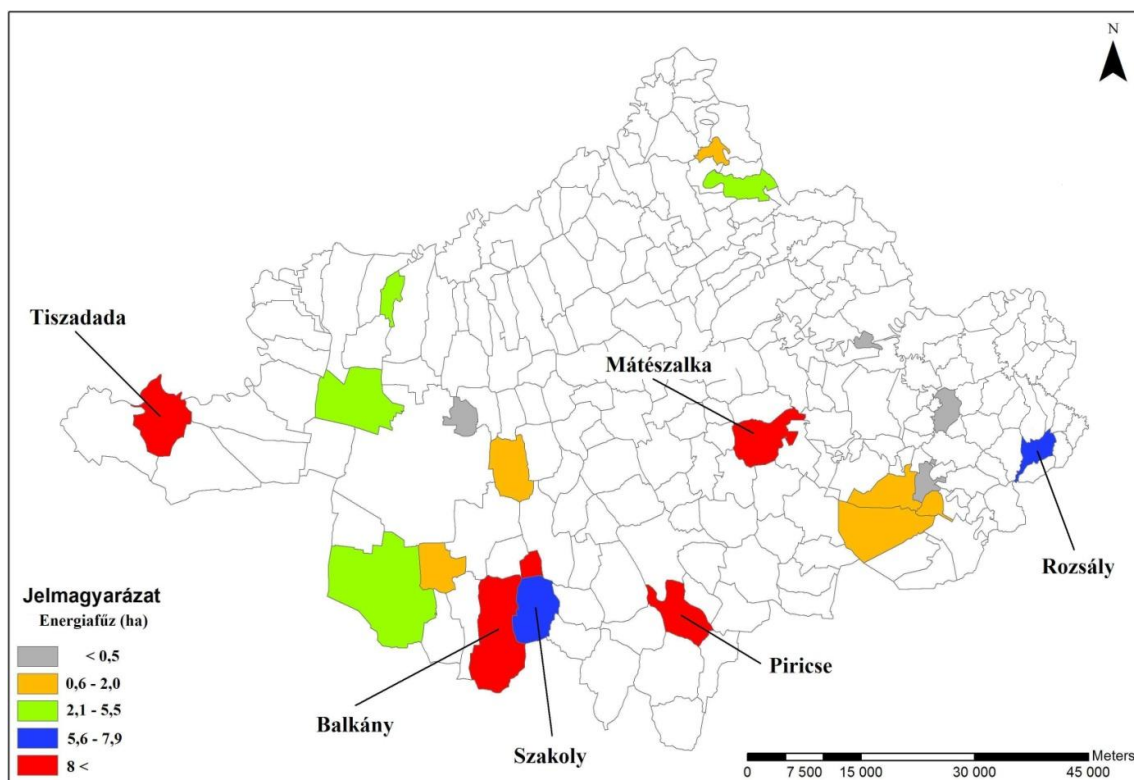 N
Tiszadada
Mátészalka
Rozsály
Piricse
Balkány
Szakoly
Jelmagyarázat
Energiafűz (ha)
< 0,5
0,6 - 2,0
2,1 - 5,5
5,6 - 7,9
8 <
Meters
0 7 500 15 000 30 000 45 000